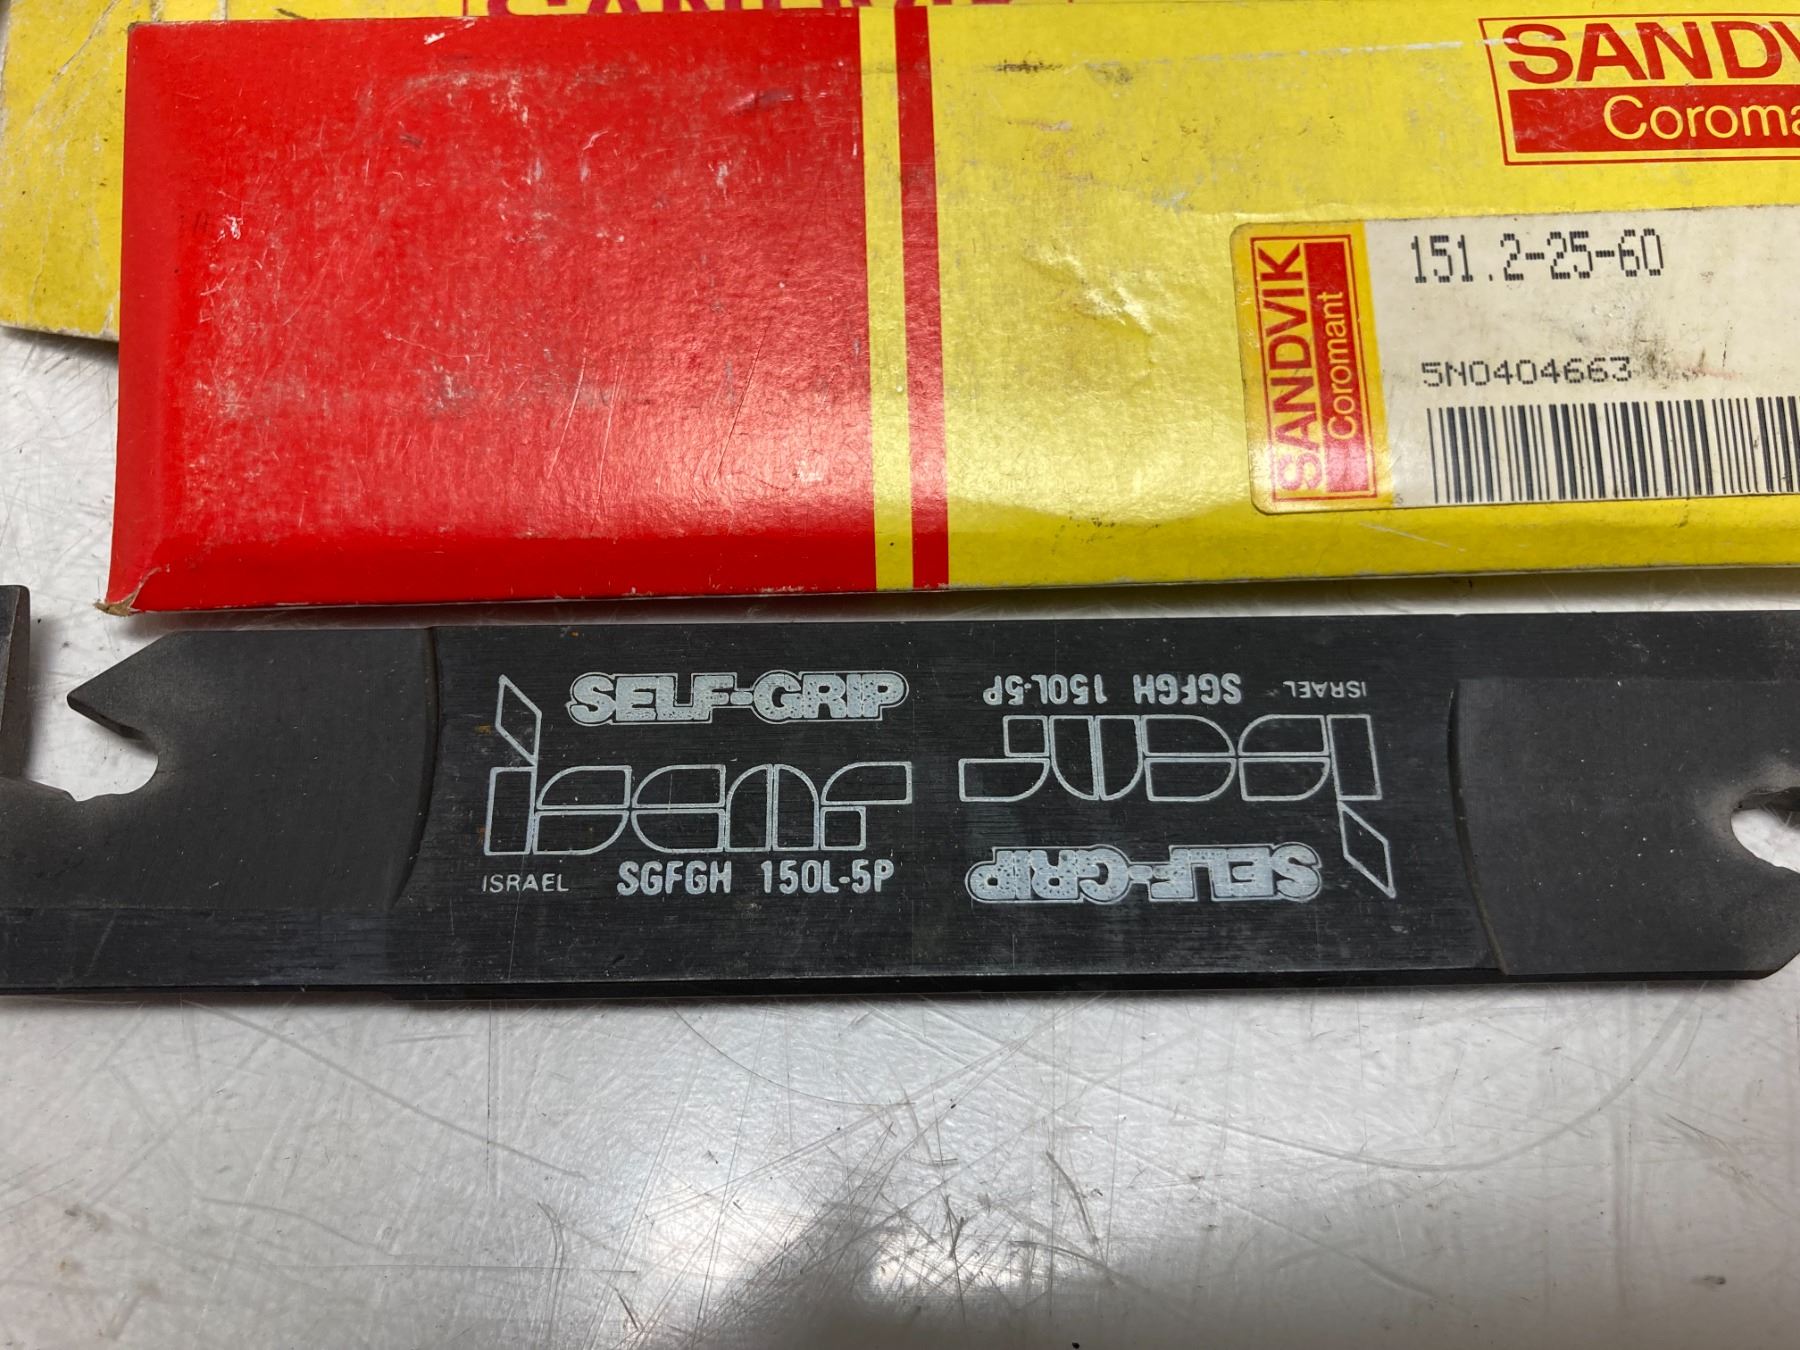 SANDV
Coroma
SANDVIK
Coromant
151.2-25-60
5N0404663
SELF-GRIP
iscar
ISRAEL SGFGH 150L-5P
ISRAEL SGFGH 150L-5P
iscar
SELF-GRIP